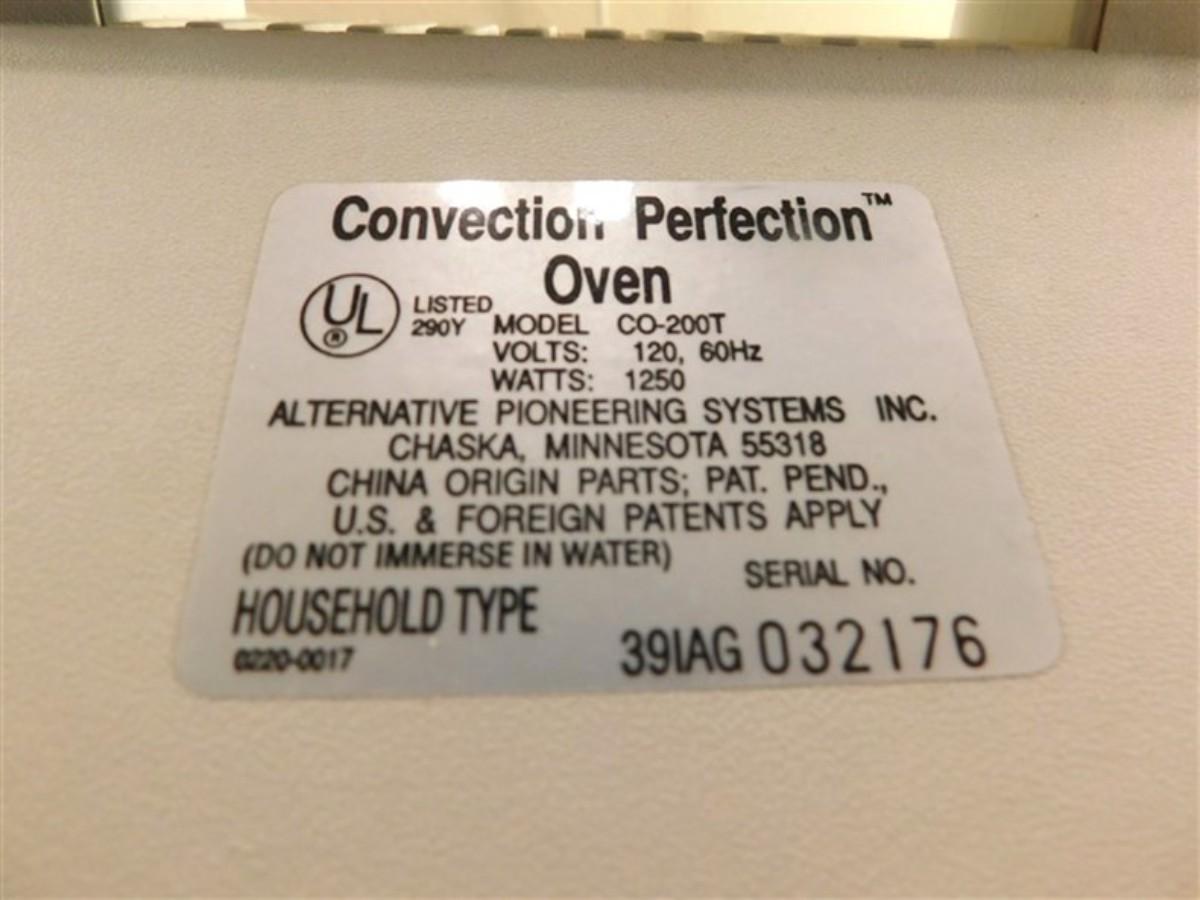 Convection Perfection™
Oven
UL ®
LISTED
290Y
MODEL CO-200T
VOLTS: 120, 60Hz
WATTS: 1250
ALTERNATIVE PIONEERING SYSTEMS INC.
CHASKA, MINNESOTA 55318
CHINA ORIGIN PARTS; PAT. PEND.,
U.S. & FOREIGN PATENTS APPLY
(DO NOT IMMERSE IN WATER)
SERIAL NO.
HOUSEHOLD TYPE
0220-0017
39IAG 032176